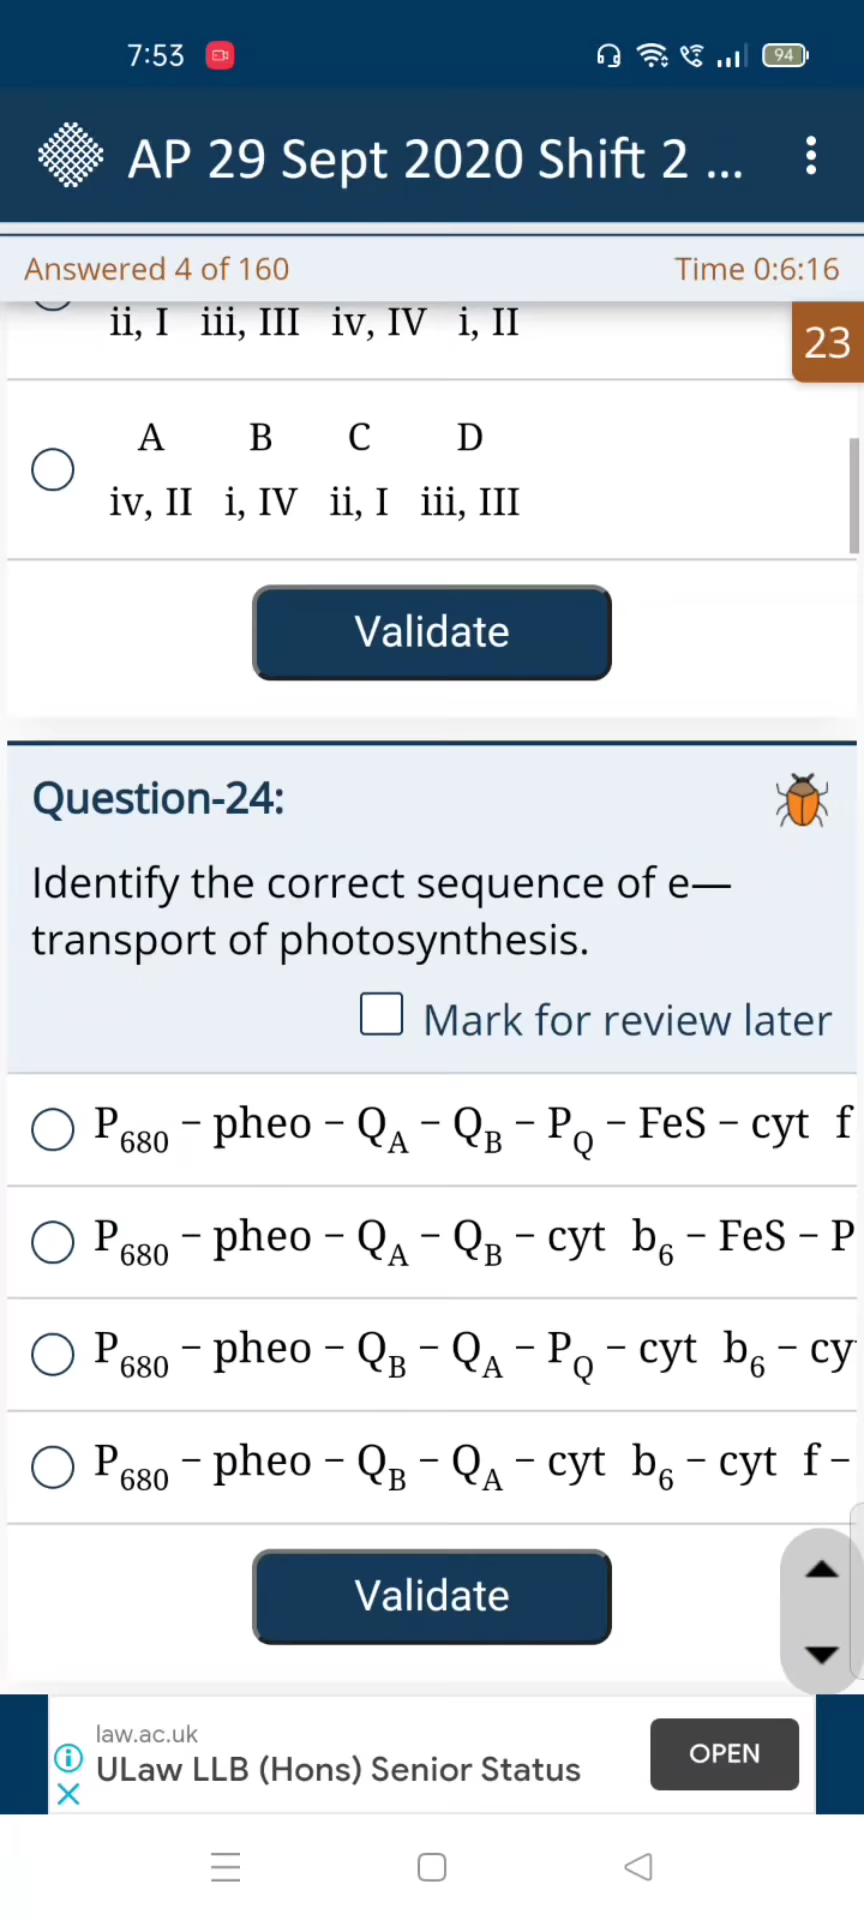 7:53
94
AP 29 Sept 2020 Shift 2 ...
Answered 4 of 160 Time 0:6:16
ii, I iii, III iv, IV i, II
23
A B C D
iv, II i, IV ii, I iii, III
Validate
Question-24:
Identify the correct sequence of e—
transport of photosynthesis.
Mark for review later
P680 − pheo − QA − QB − PQ − FeS − cyt f
P680 − pheo − QA − QB − cyt b6 − FeS − P
P680 − pheo − QB − QA − PQ − cyt b6 − cy
P680 − pheo − QB − QA − cyt b6 − cyt f −
Validate
law.ac.uk
ULaw LLB (Hons) Senior Status
OPEN